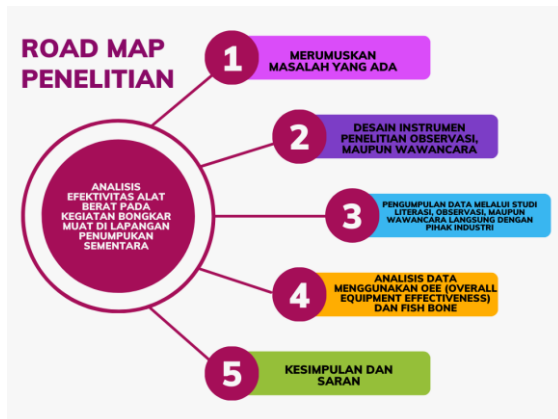 ROAD MAP
PENELITIAN
ANALISIS
EFEKTIVITAS ALAT
BERAT PADA
KEGIATAN BONGKAR
MUAT DI LAPANGAN
PENUMPUKAN
SEMENTARA
1
MERUMUSKAN
MASALAH YANG ADA
2
DESAIN INSTRUMEN
PENELITIAN OBSERVASI,
MAUPUN WAWANCARA
3
PENGUMPULAN DATA MELALUI STUDI
LITERASI, OBSERVASI, MAUPUN
WAWANCARA LANGSUNG DENGAN
PIHAK INDUSTRI
4
ANALISIS DATA
MENGGUNAKAN OEE (OVERALL
EQUIPMENT EFFECTIVENESS)
DAN FISH BONE
5
KESIMPULAN DAN
SARAN